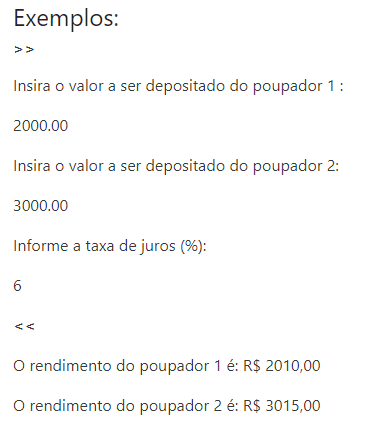 Exemplos:
>>
Insira o valor a ser depositado do poupador 1 :
2000.00
Insira o valor a ser depositado do poupador 2:
3000.00
Informe a taxa de juros (%):
6
<<
O rendimento do poupador 1 é: R$ 2010,00
O rendimento do poupador 2 é: R$ 3015,00